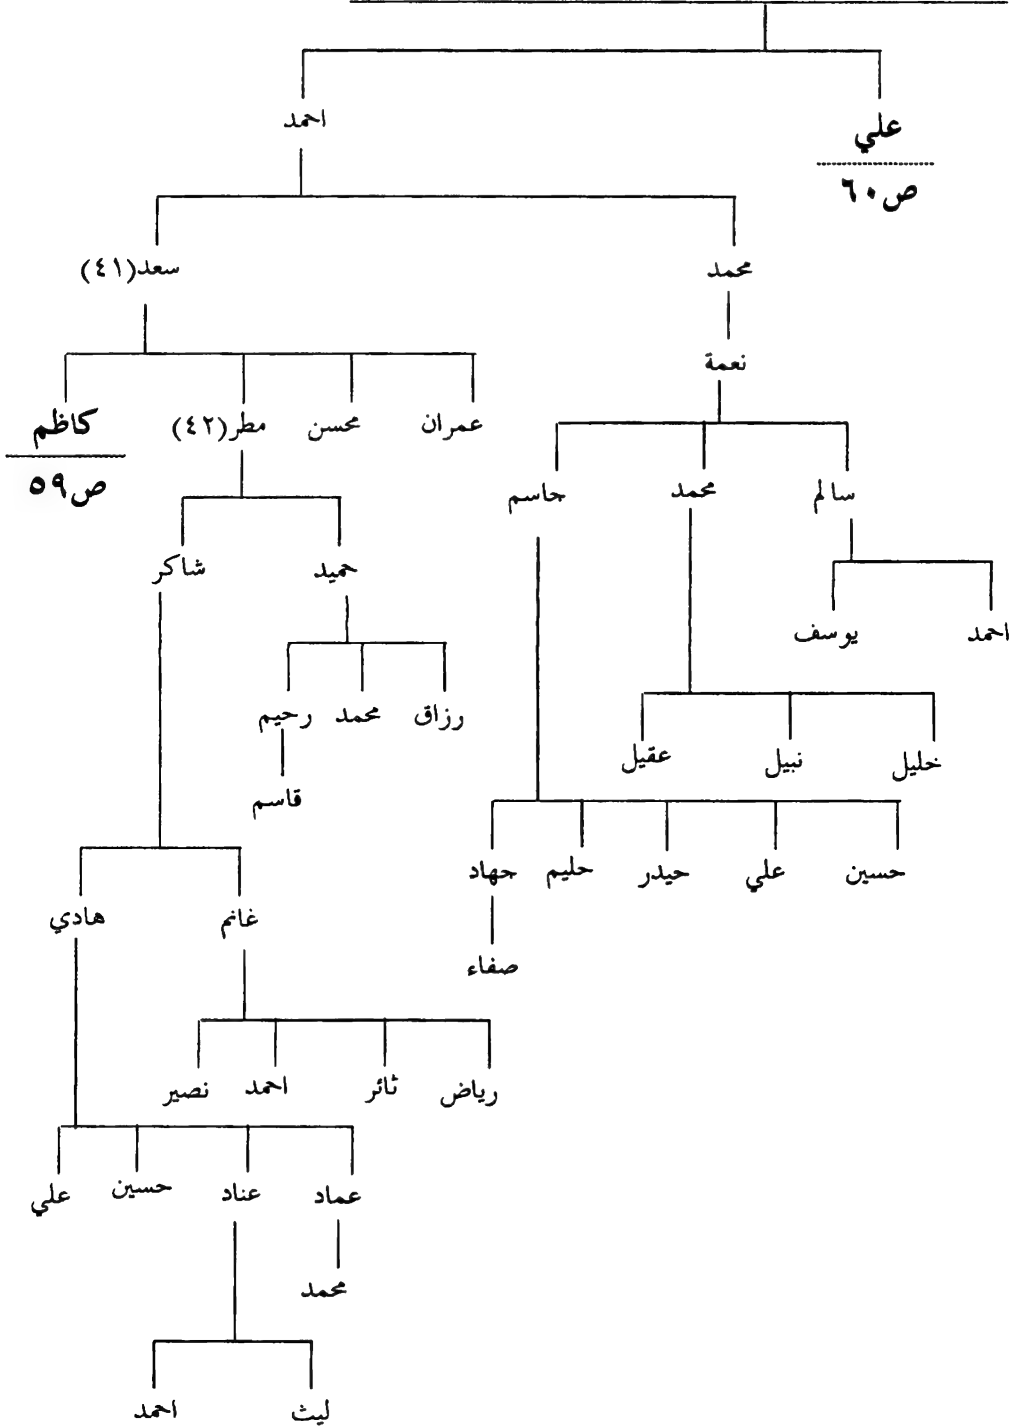 علي
احمد
ص٦٠
محمد
سعد(٤١)
نعمة
عمران
محسن
مطر(٤٢)
كاظم
ص٥٩
سالم
محمد
جاسم
حميد
شاكر
احمد
يوسف
رزاق
محمد
رحيم
خليل
نبيل
عقيل
قاسم
حسين
علي
حيدر
حليم
جهاد
غانم
هادي
صفاء
رياض
ثائر
احمد
نصير
عماد
عناد
حسين
علي
محمد
ليث
احمد